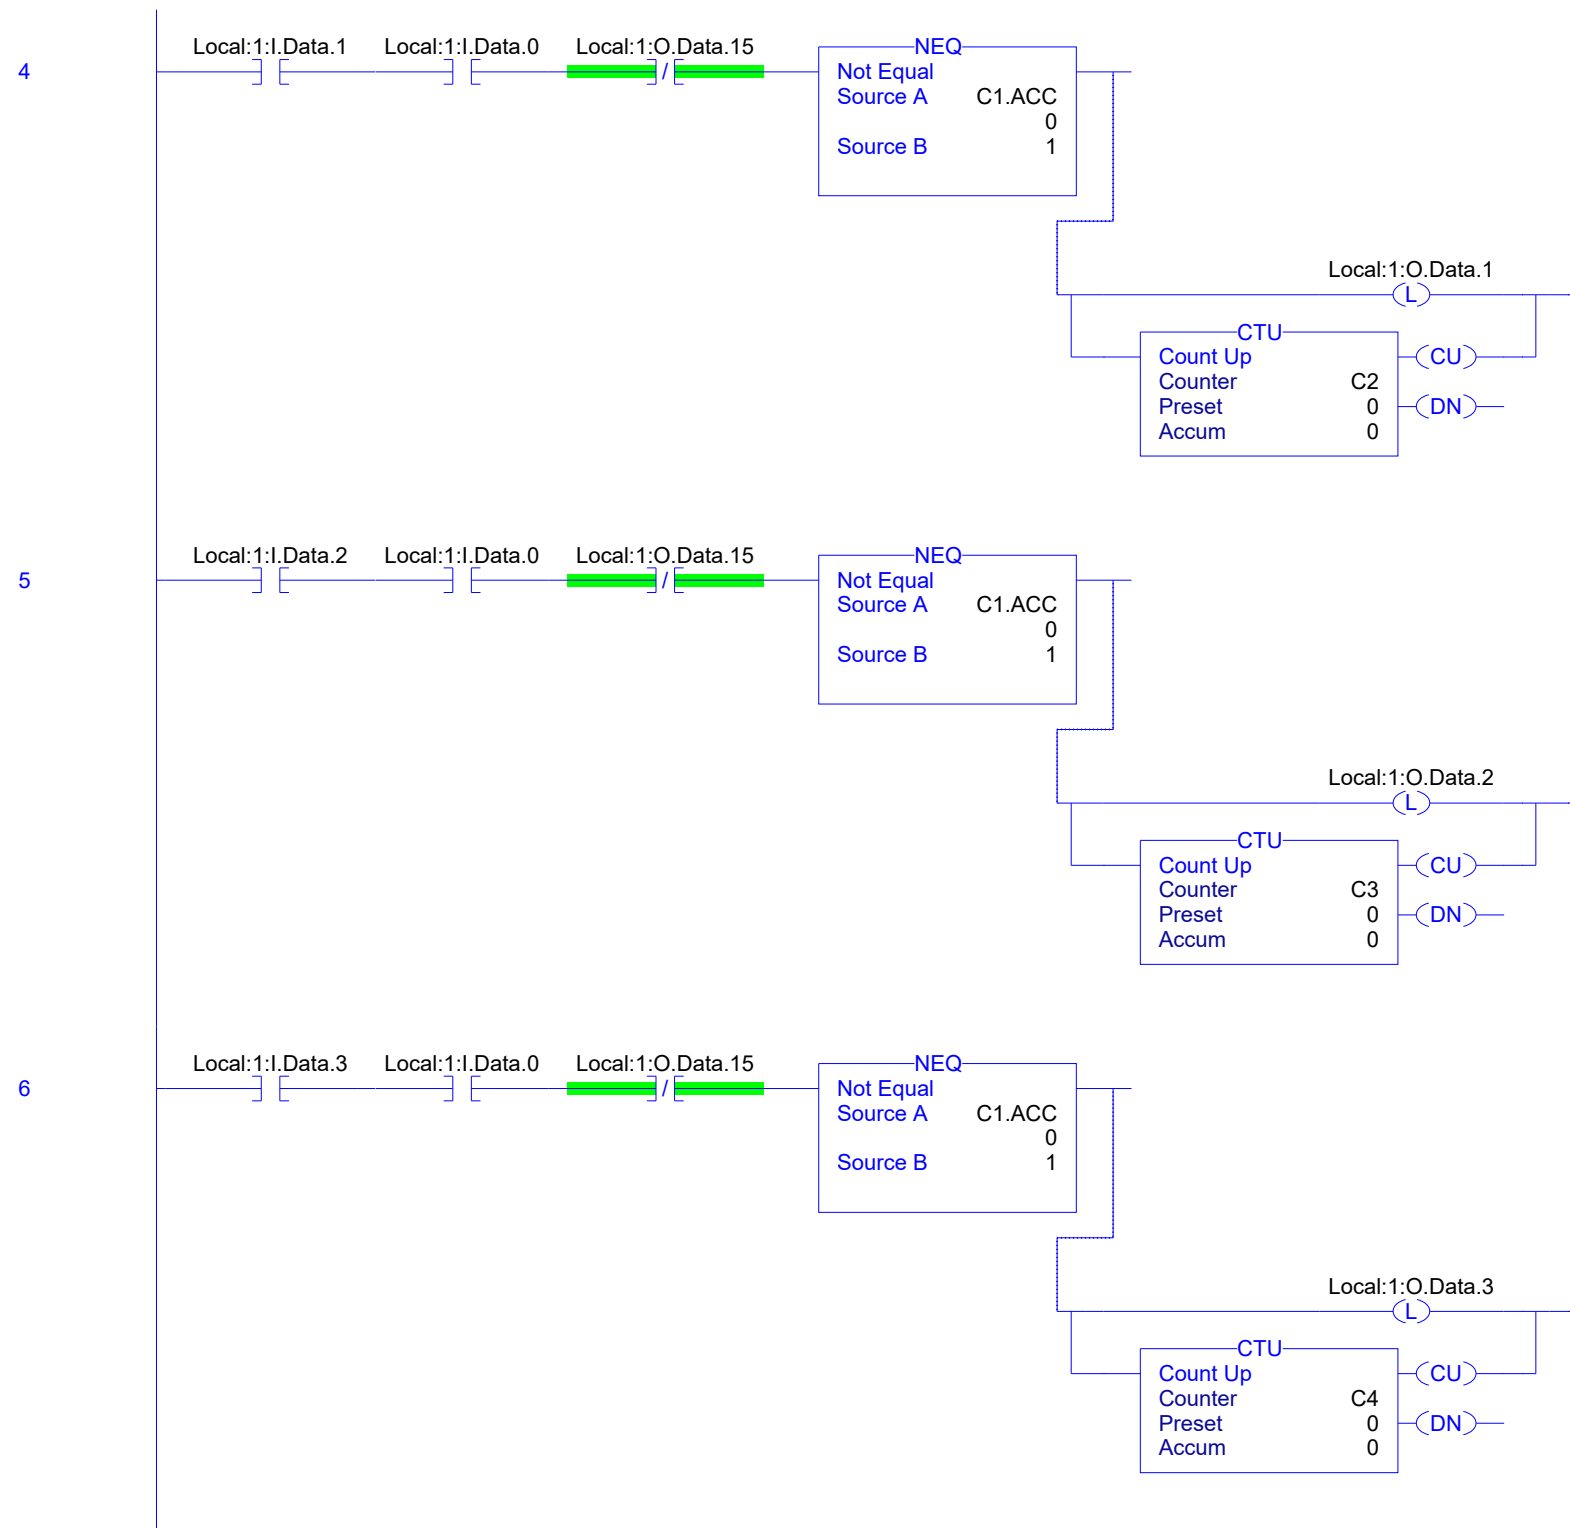 Local:1:I.Data.1 Local:1:I.Data.0 Local:1:O.Data.15 NEQ
4 Not Equal
Source A C1.ACC
0
Source B 1
Local:1:O.Data.1
L
CTU
Count Up CU
Counter C2
Preset 0 DN
Accum 0
Local:1:I.Data.2 Local:1:I.Data.0 Local:1:O.Data.15 NEQ
5 Not Equal
Source A C1.ACC
0
Source B 1
Local:1:O.Data.2
L
CTU
Count Up CU
Counter C3
Preset 0 DN
Accum 0
Local:1:I.Data.3 Local:1:I.Data.0 Local:1:O.Data.15 NEQ
6 Not Equal
Source A C1.ACC
0
Source B 1
Local:1:O.Data.3
L
CTU
Count Up CU
Counter C4
Preset 0 DN
Accum 0